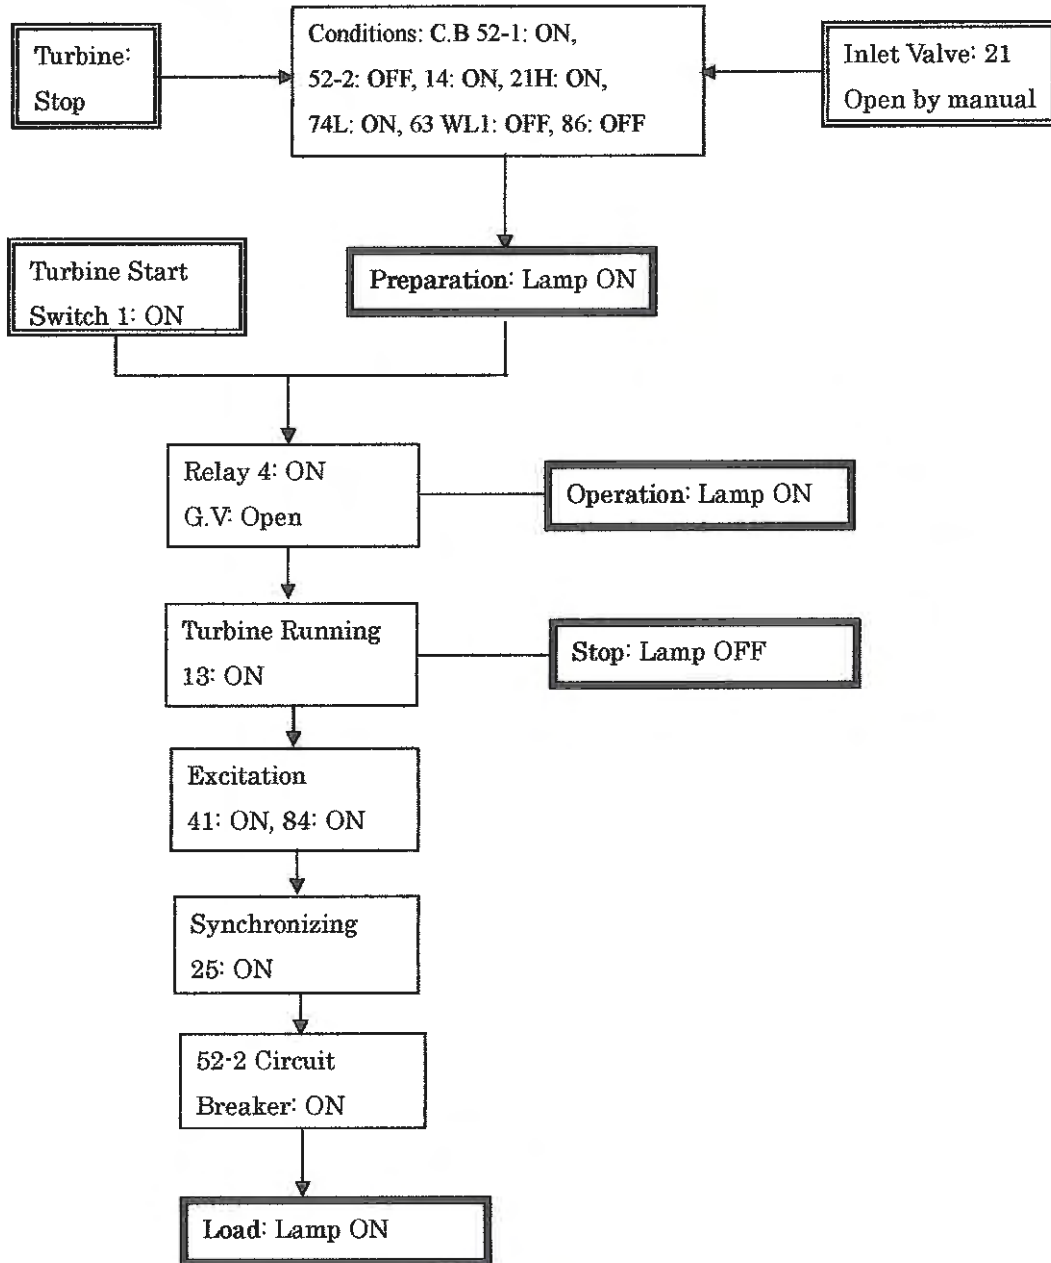 Turbine:
Stop
Conditions: C.B 52-1: ON,
52-2: OFF, 14: ON, 21H: ON,
74L: ON, 63 WL1: OFF, 86: OFF
Inlet Valve: 21
Open by manual
Turbine Start
Switch 1: ON
Preparation: Lamp ON
Relay 4: ON
G.V: Open
Operation: Lamp ON
Turbine Running
13: ON
Stop: Lamp OFF
Excitation
41: ON, 84: ON
Synchronizing
25: ON
52-2 Circuit
Breaker: ON
Load: Lamp ON